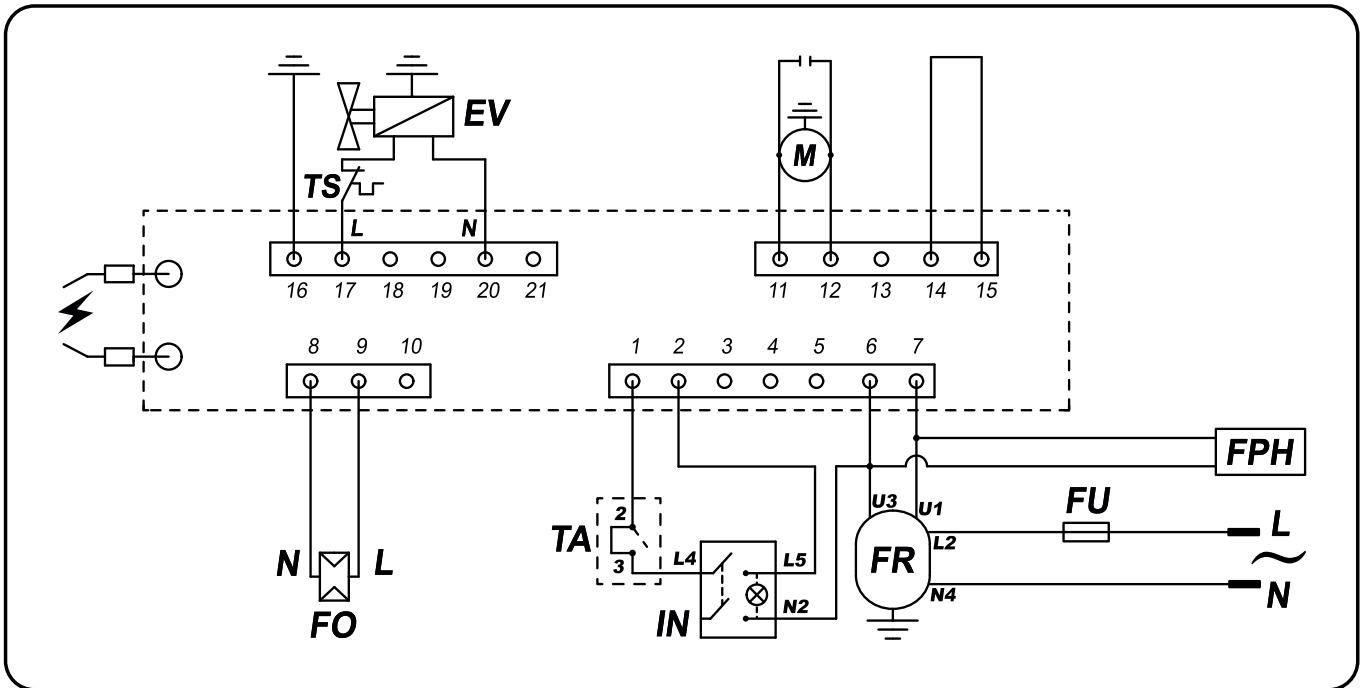 EV
TS
L N
M
16 17 18 19 20 21
11 12 13 14 15
8 9 10
1 2 3 4 5 6 7
FPH
U3 U1
FU
L
L2
2
TA
3
L4 L5
FR
N L
N4
N
N2
IN
FO